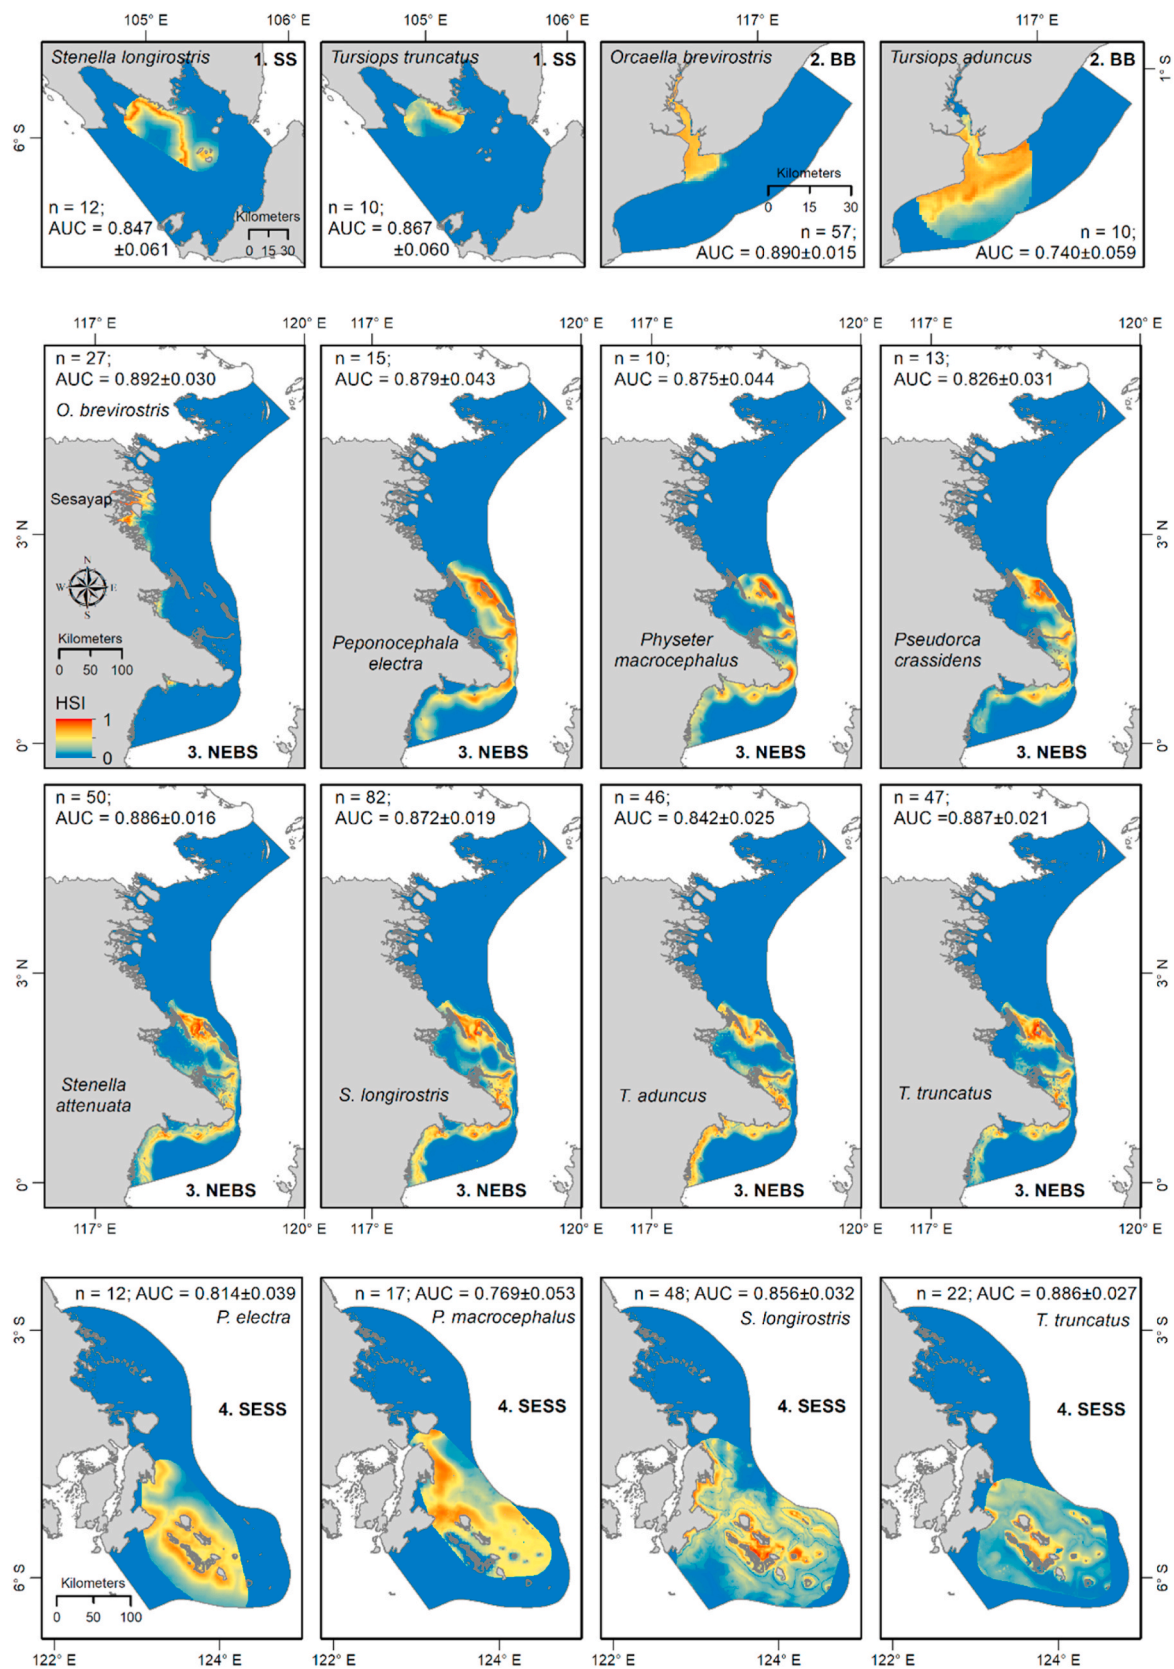 105° E
106° E
105° E
106° E
117° E
117° E
Stenella longirostris
1. SS
Tursiops truncatus
1. SS
Orcaella brevirostris
2. BB
Tursiops aduncus
2. BB
1° S
6° S
n = 12;
AUC = 0.847
±0.061
Kilometers
0 15 30
n = 10;
AUC = 0.867
±0.060
Kilometers
0 15 30
n = 57;
AUC = 0.890±0.015
n = 10;
AUC = 0.740±0.059
117° E
120° E
117° E
120° E
117° E
120° E
117° E
120° E
n = 27;
AUC = 0.892±0.030
O. brevirostris
Sesayap
N
W E
S
Kilometers
0 50 100
HSI
1
0
3. NEBS
n = 15;
AUC = 0.879±0.043
Peponocephala
electra
3. NEBS
n = 10;
AUC = 0.875±0.044
Physeter
macrocephalus
3. NEBS
n = 13;
AUC = 0.826±0.031
Pseudorca
crassidens
3. NEBS
3° N
0°
3° N
0°
n = 50;
AUC = 0.886±0.016
Stenella
attenuata
3. NEBS
n = 82;
AUC = 0.872±0.019
S. longirostris
3. NEBS
n = 46;
AUC = 0.842±0.025
T. aduncus
3. NEBS
n = 47;
AUC =0.887±0.021
T. truncatus
3. NEBS
3° N
0°
3° N
0°
117° E
120° E
117° E
120° E
117° E
120° E
117° E
120° E
n = 12; AUC = 0.814±0.039
P. electra
4. SESS
Kilometers
0 50 100
n = 17; AUC = 0.769±0.053
P. macrocephalus
4. SESS
n = 48; AUC = 0.856±0.032
S. longirostris
4. SESS
n = 22; AUC = 0.886±0.027
T. truncatus
4. SESS
3° S
6° S
3° S
6° S
122° E
124° E
122° E
124° E
122° E
124° E
122° E
124° E